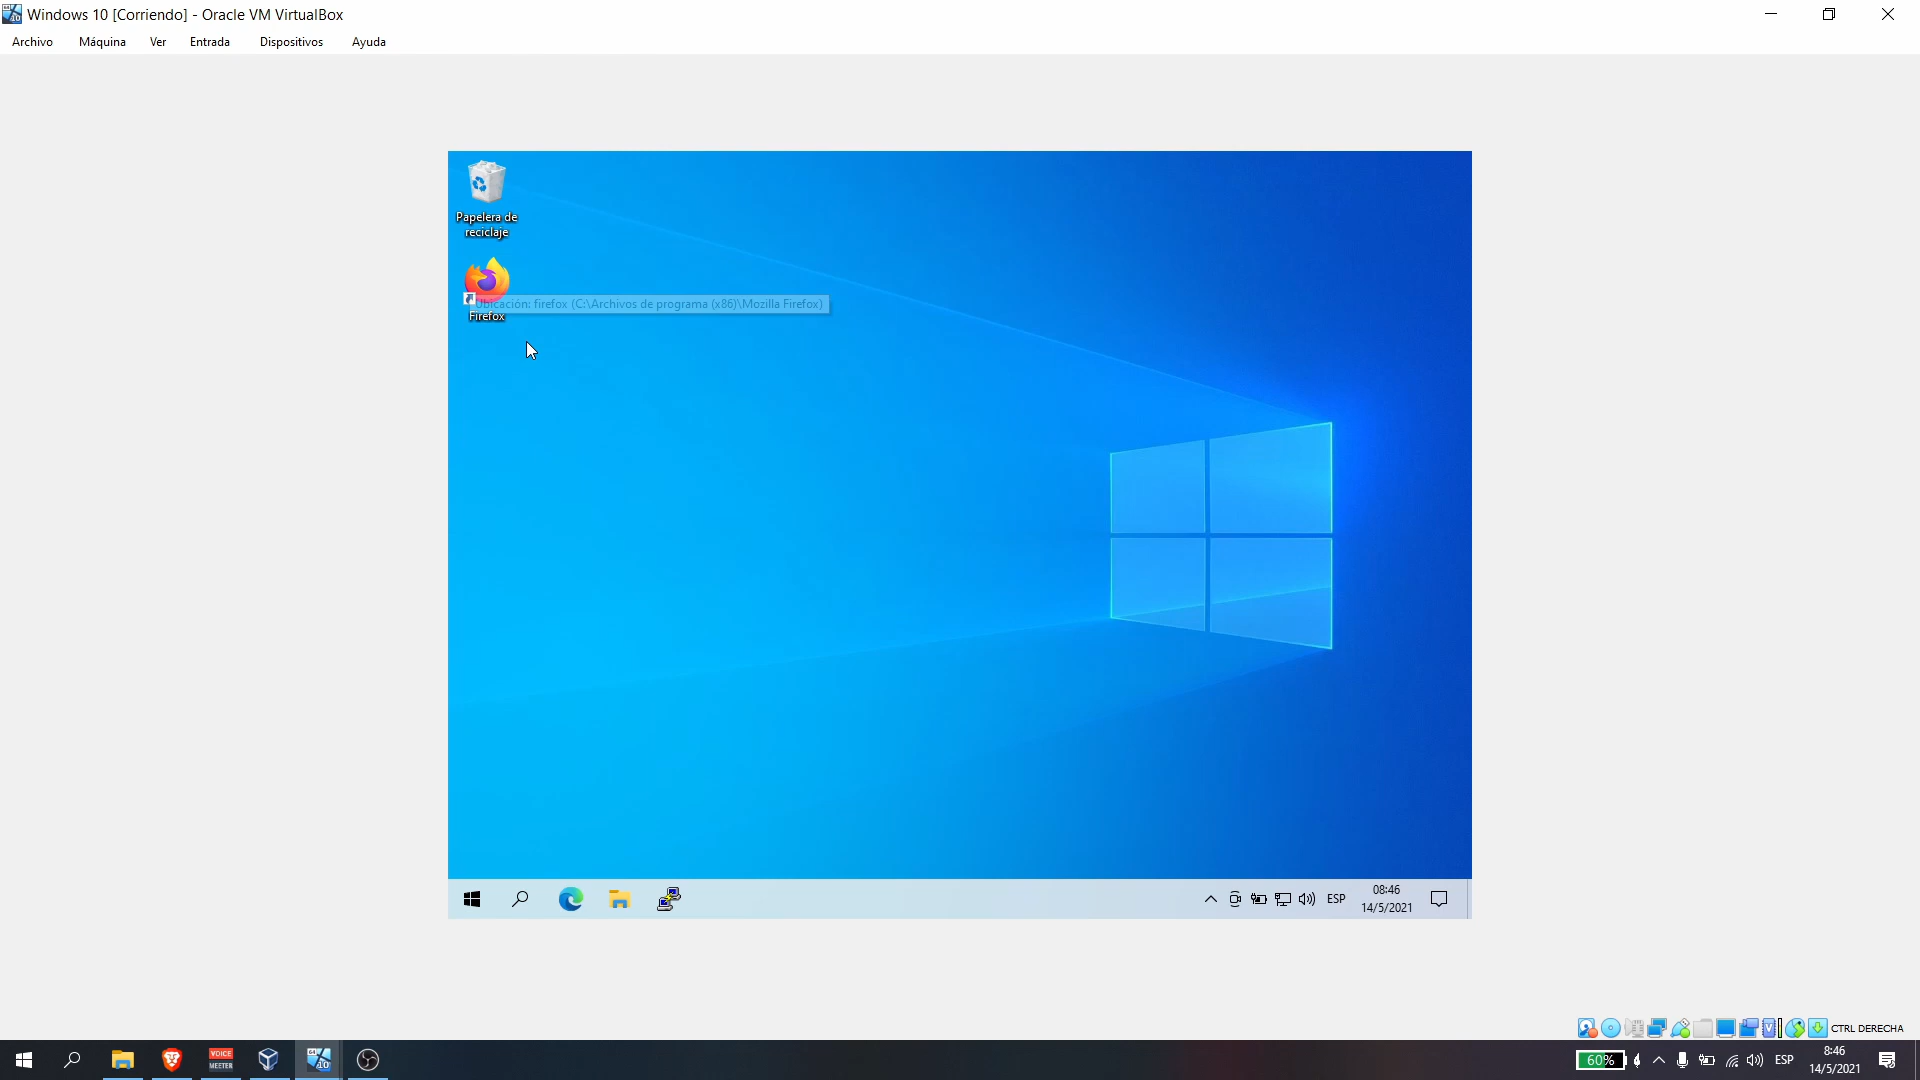 Windows 10 [Corriendo] - Oracle VM VirtualBox
Archivo Máquina Ver Entrada Dispositivos Ayuda
Papelera de
reciclaje
Ubicación: firefox (C:\Archivos de programa (x86)\Mozilla Firefox)
Firefox
ESP
08:46
14/5/2021
CTRL DERECHA
VOICE
MEETER
64
10
60%
ESP
8:46
14/5/2021